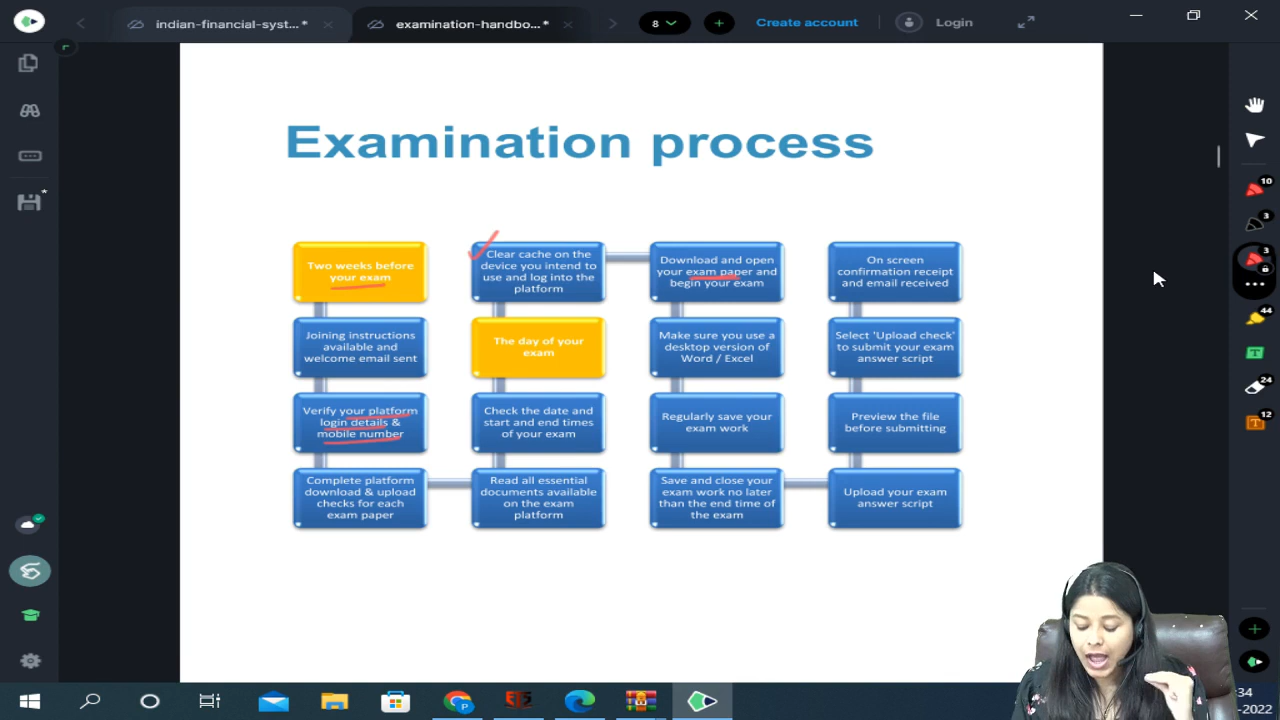 indian-financial-syst... *
examination-handbo... *
8
Create account
Login
Examination process
Two weeks before
your exam
Joining instructions
available and
welcome email sent
Verify your platform
login details &
mobile number
Complete platform
download & upload
checks for each
exam paper
Read all essential
documents available
on the exam
platform
Check the date and
start and end times
of your exam
The day of your
exam
Clear cache on the
device you intend to
use and log into the
platform
Download and open
your exam paper and
begin your exam
Make sure you use a
desktop version of
Word / Excel
Regularly save your
exam work
Save and close your
exam work no later
than the end time of
the exam
Upload your exam
answer script
Preview the file
before submitting
Select 'Upload check'
to submit your exam
answer script
On screen
confirmation receipt
and email received
10
3
3
44
T
24
T 12
P
:34
-2022